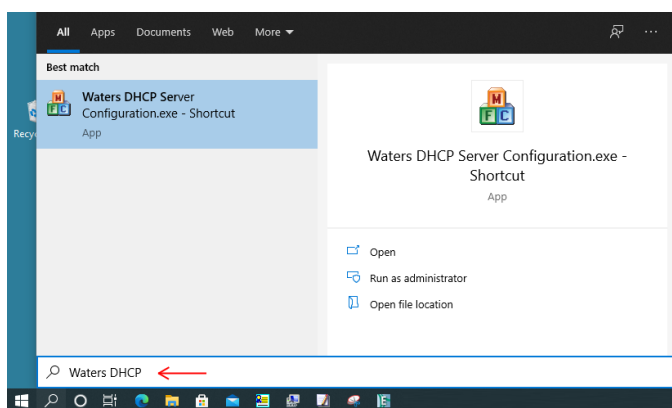 All Apps Documents Web More
Best match
Waters DHCP Server
Configuration.exe - Shortcut
App
Recy
M
F C
M
F C
Waters DHCP Server Configuration.exe -
Shortcut
App
Open
Run as administrator
Open file location
Waters DHCP